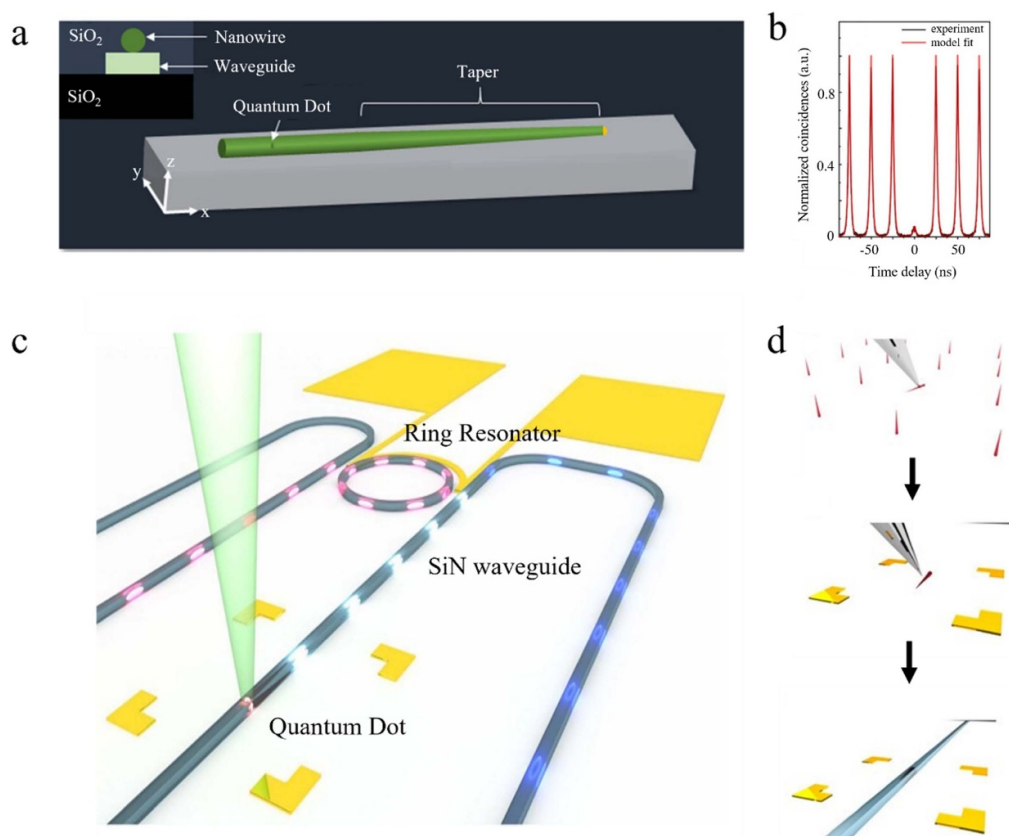 a
SiO₂
Nanowire
Waveguide
SiO₂
Quantum Dot
Taper
z
y
x
b
experiment
model fit
Normalized coincidences (a.u.)
0.8
0.4
0
-50
0
50
Time delay (ns)
c
Ring Resonator
SiN waveguide
Quantum Dot
d